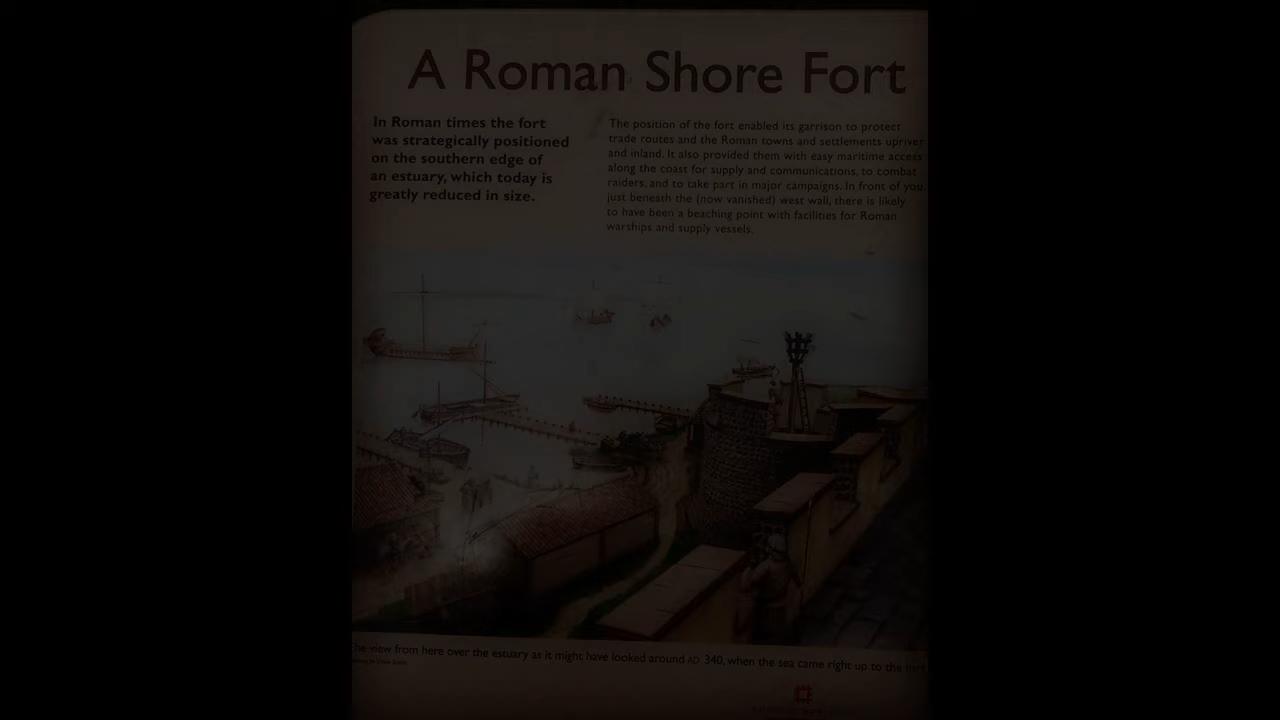 A Roman Shore Fort
In Roman times the fort
was strategically positioned
on the southern edge of
an estuary, which today is
greatly reduced in size.
The position of the fort enabled its garrison to protect
trade routes and the Roman towns and settlements upriver
and inland. It also provided them with easy maritime access
along the coast for supply and communications, to combat
raiders, and to take part in major campaigns. In front of you,
just beneath the (now vanished) west wall, there is likely
to have been a beaching point with facilities for Roman
warships and supply vessels.
The view from here over the estuary as it might have looked around AD 340, when the sea came right up to the fort